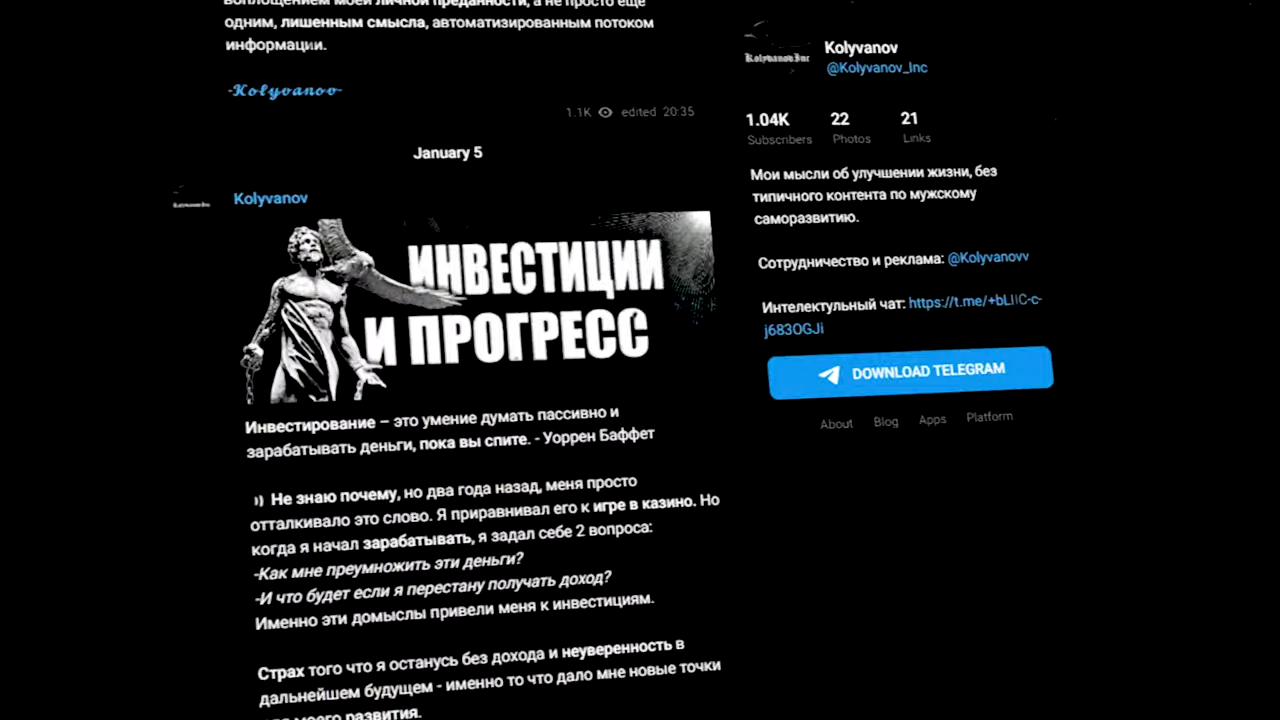 воплощением моей личной преданности, а не просто ещё
одним, лишенным смысла, автоматизированным потоком
информации.
-Kolyvanov-
1.1K edited 20:35
January 5
Kolyvanov
ИНВЕСТИЦИИ
И ПРОГРЕСС
Инвестирование – это умение думать пассивно и
зарабатывать деньги, пока вы спите. - Уоррен Баффет
Не знаю почему, но два года назад, меня просто
отталкивало это слово. Я приравнивал его к игре в казино. Но
когда я начал зарабатывать, я задал себе 2 вопроса:
-Как мне преумножить эти деньги?
-И что будет если я перестану получать доход?
Именно эти домыслы привели меня к инвестициям.
Страх того что я останусь без дохода и неуверенность в
дальнейшем будущем - именно то что дало мне новые точки
для моего развития.
KolyvanovInc
Kolyvanov
@Kolyvanov_Inc
1.04K 22 21
Subscribers Photos Links
Мои мысли об улучшении жизни, без
типичного контента по мужскому
саморазвитию.
Сотрудничество и реклама: @Kolyvanovv
Интелектульный чат: https://t.me/
j683OGJi
DOWNLOAD TELEGRAM
About Blog Apps Platform